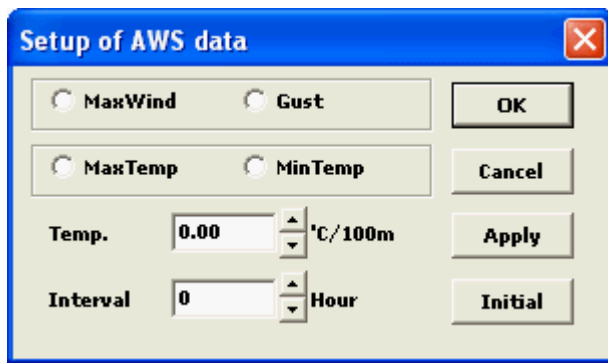 Setup of AWS data
MaxWind Gust OK
MaxTemp MinTemp Cancel
Temp. 0.00 'C/100m Apply
Interval 0 Hour Initial